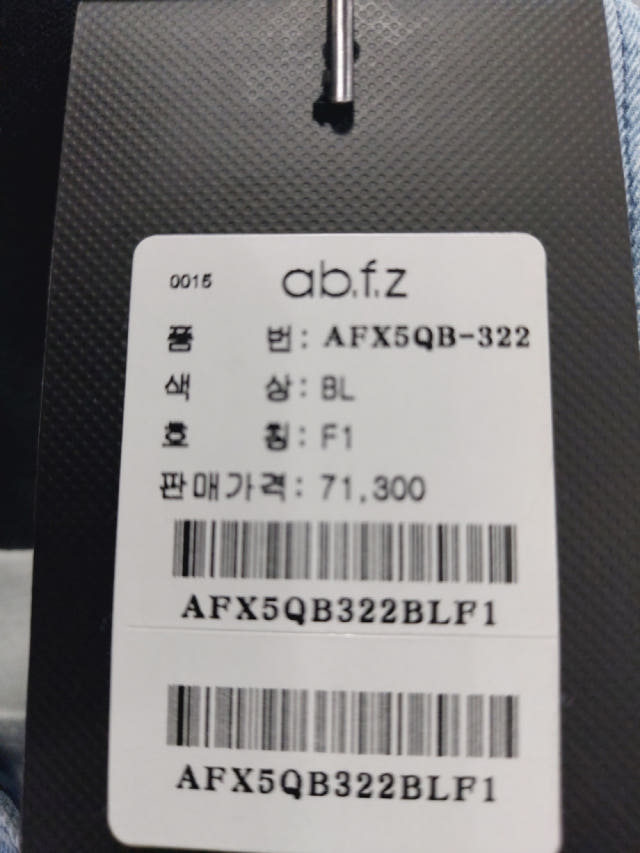 0015
ab.f.z
품 번: AFX5QB-322
색 상: BL
호 칭: F1
판매가격: 71,300
AFX5QB322BLF1
AFX5QB322BLF1